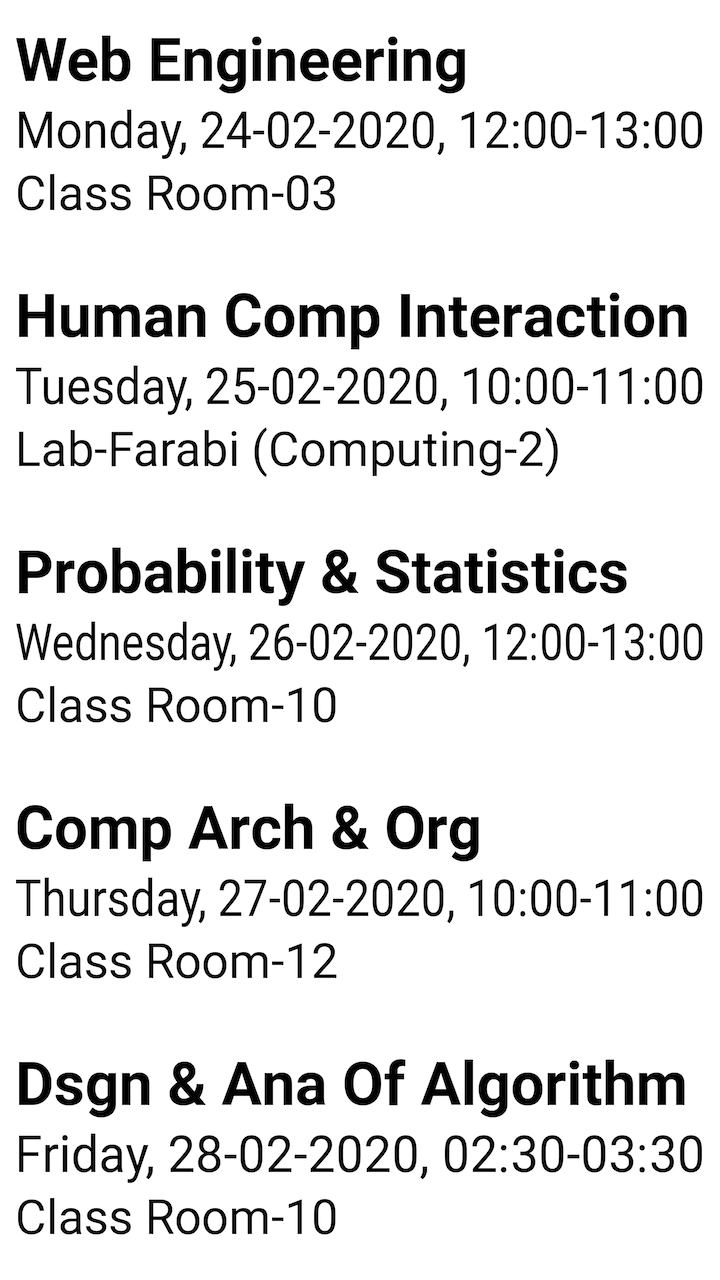 Web Engineering
Monday, 24-02-2020, 12:00-13:00
Class Room-03
Human Comp Interaction
Tuesday, 25-02-2020, 10:00-11:00
Lab-Farabi (Computing-2)
Probability & Statistics
Wednesday, 26-02-2020, 12:00-13:00
Class Room-10
Comp Arch & Org
Thursday, 27-02-2020, 10:00-11:00
Class Room-12
Dsgn & Ana Of Algorithm
Friday, 28-02-2020, 02:30-03:30
Class Room-10